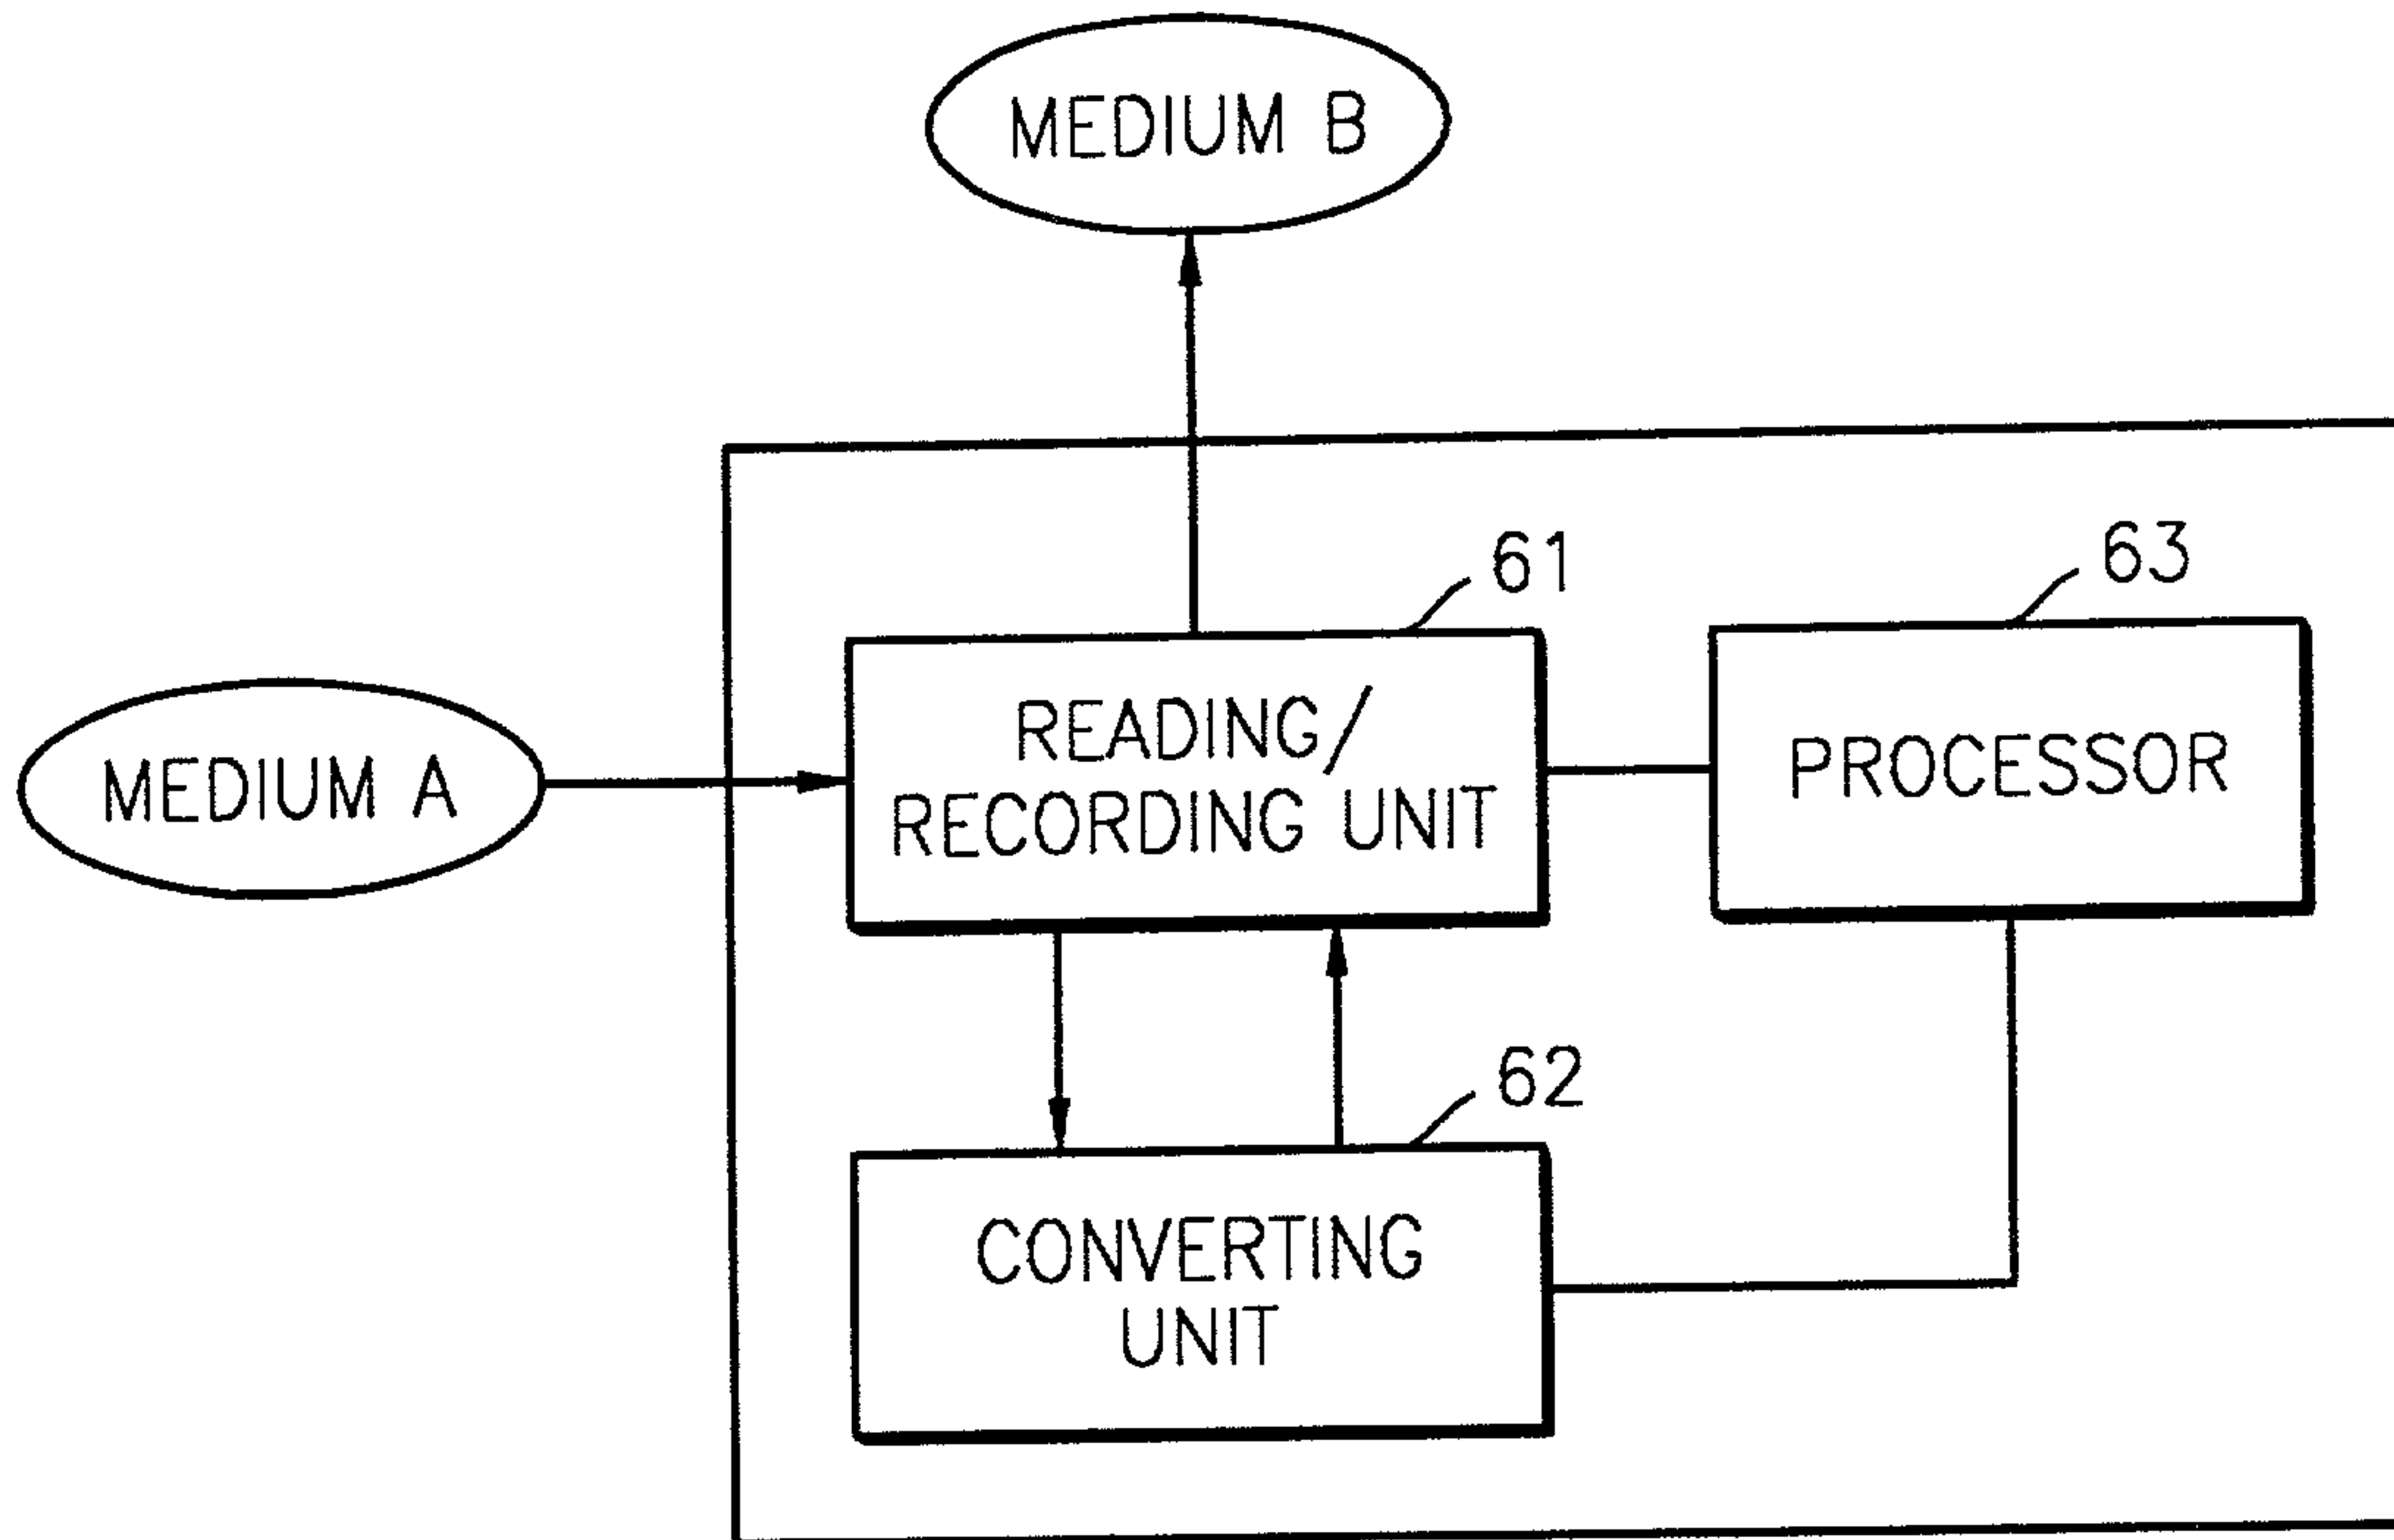 MEDIUM B
61
63
MEDIUM A
READING/
RECORDING UNIT
PROCESSOR
62
CONVERTING
UNIT